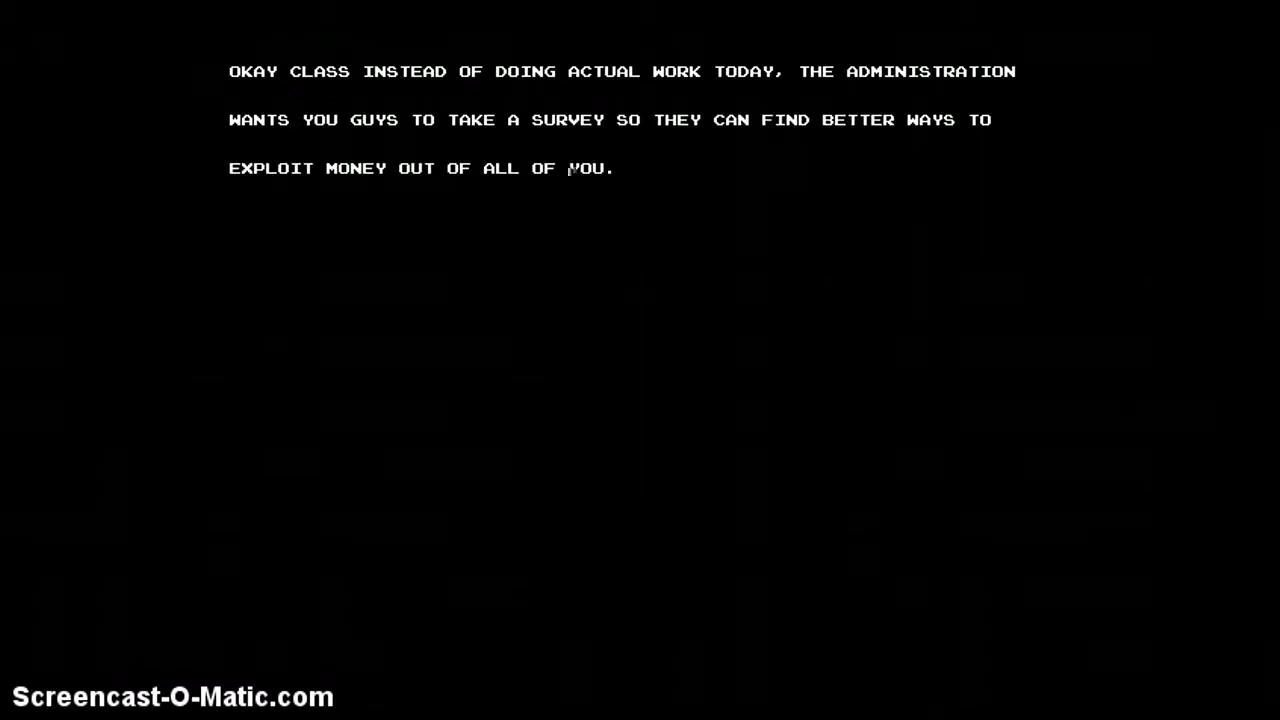 OKAY CLASS INSTEAD OF DOING ACTUAL WORK TODAY, THE ADMINISTRATION
WANTS YOU GUYS TO TAKE A SURVEY SO THEY CAN FIND BETTER WAYS TO
EXPLOIT MONEY OUT OF ALL OF YOU.
Screencast-O-Matic.com